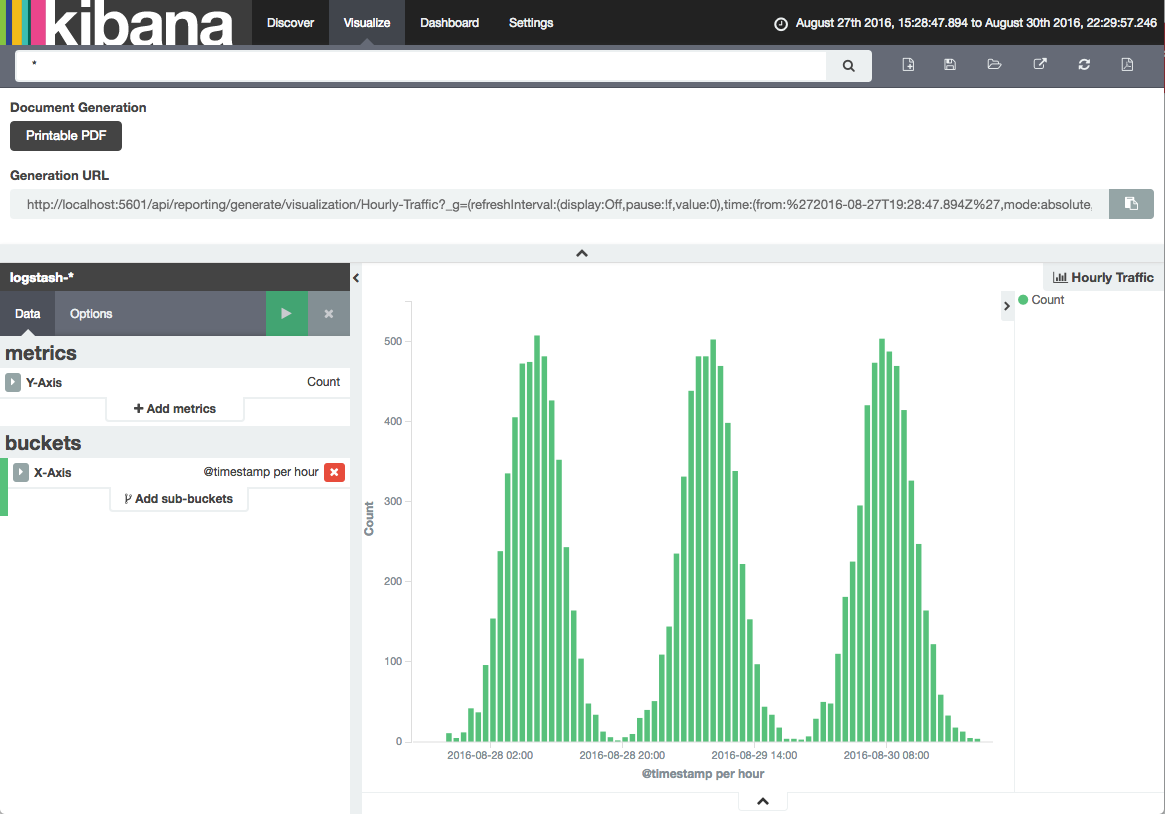 kibana
Discover
Visualize
Dashboard
Settings
August 27th 2016, 15:28:47.894 to August 30th 2016, 22:29:57.246
*
Document Generation
Printable PDF
Generation URL
http://localhost:5601/api/reporting/generate/visualization/Hourly-Traffic?_g=(refreshInterval:(display:Off,pause:!f,value:0),time:(from:%272016-08-27T19:28:47.894Z%27,mode:absolute,
logstash-*
Data
Options
metrics
Y-Axis
Count
Add metrics
buckets
X-Axis
@timestamp per hour
Add sub-buckets
Hourly Traffic
Count
500
400
300
200
100
0
Count
2016-08-28 02:00
2016-08-28 20:00
2016-08-29 14:00
2016-08-30 08:00
@timestamp per hour